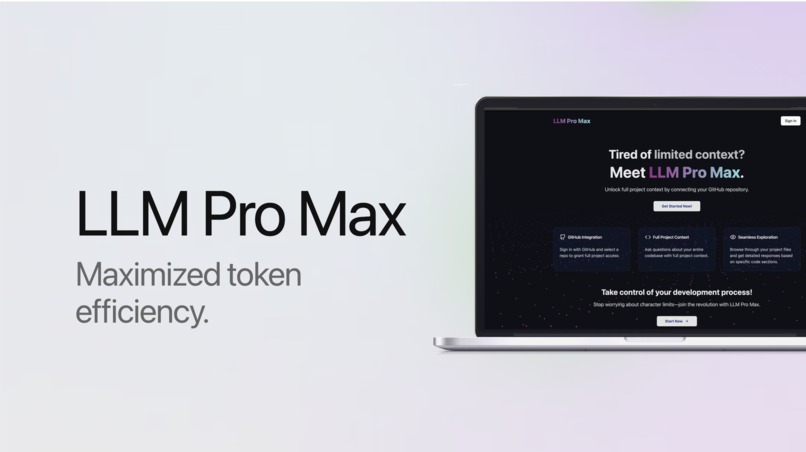 LLM Pro Max
Maximized token
efficiency.
LLM Pro Max
Sign In
Tired of limited context?
Meet LLM Pro Max.
Unlock full project context by connecting your GitHub repository.
Get Started Now!
GitHub Integration
Sign in with GitHub and select a
repo to grant full project access.
Full Project Context
Ask questions about your entire
codebase with full project context.
Seamless Exploration
Browse through your project files
and get detailed responses based
on specific code sections.
Take control of your development process!
Stop worrying about character limits—join the revolution with LLM Pro Max.
Start Now